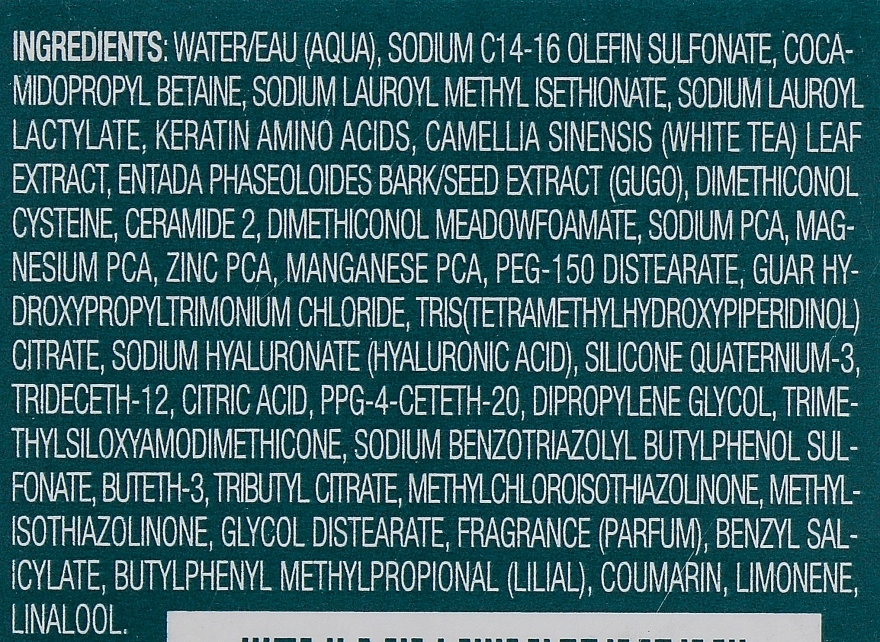 INGREDIENTS: WATER/EAU (AQUA), SODIUM C14-16 OLEFIN SULFONATE, COCA-
MIDOPROPYL BETAINE, SODIUM LAUROYL METHYL ISETHIONATE, SODIUM LAUROYL
LACTYLATE, KERATIN AMINO ACIDS, CAMELLIA SINENSIS (WHITE TEA) LEAF
EXTRACT, ENTADA PHASEOLOIDES BARK/SEED EXTRACT (GUGO), DIMETHICONOL
CYSTEINE, CERAMIDE 2, DIMETHICONOL MEADOWFOAMATE, SODIUM PCA, MAG-
NESIUM PCA, ZINC PCA, MANGANESE PCA, PEG-150 DISTEARATE, GUAR HY-
DROXYPROPYLTRIMONIUM CHLORIDE, TRIS(TETRAMETHYLHYDROXYPIPERIDINOL)
CITRATE, SODIUM HYALURONATE (HYALURONIC ACID), SILICONE QUATERNIUM-3,
TRIDECETH-12, CITRIC ACID, PPG-4-CETETH-20, DIPROPYLENE GLYCOL, TRIME-
THYLSILOXYAMODIMETHICONE, SODIUM BENZOTRIAZOLYL BUTYLPHENOL SUL-
FONATE, BUTETH-3, TRIBUTYL CITRATE, METHYLCHLOROISOTHIAZOLINONE, METHYL-
ISOTHIAZOLINONE, GLYCOL DISTEARATE, FRAGRANCE (PARFUM), BENZYL SAL-
ICYLATE, BUTYLPHENYL METHYLPROPIONAL (LILIAL), COUMARIN, LIMONENE,
LINALOOL.